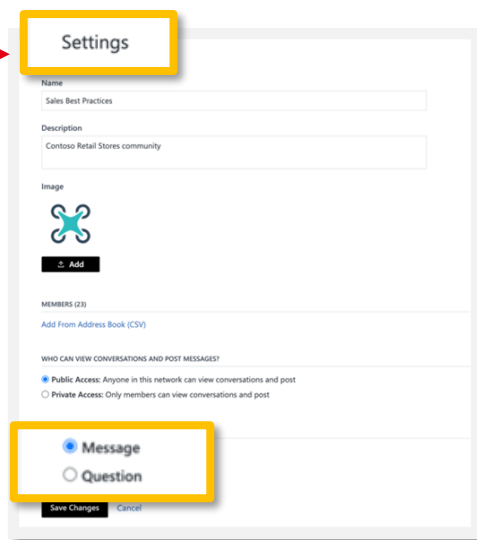 Settings
Name
Sales Best Practices
Description
Contoso Retail Stores community
Image
Add
MEMBERS (23)
Add From Address Book (CSV)
WHO CAN VIEW CONVERSATIONS AND POST MESSAGES?
Public Access: Anyone in this network can view conversations and post
Private Access: Only members can view conversations and post
Message
Question
Save Changes Cancel